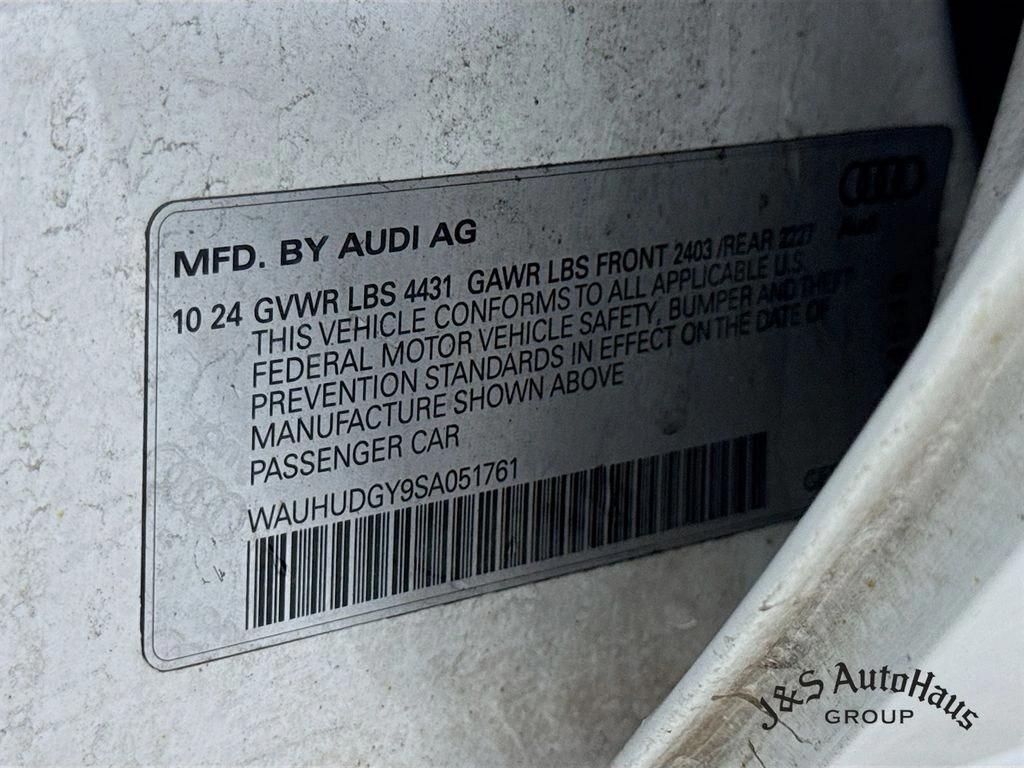 MFD. BY AUDI AG
10 24 GVWR LBS 4431 GAWR LBS FRONT 2403 /REAR 2227
THIS VEHICLE CONFORMS TO ALL APPLICABLE U.S.
FEDERAL MOTOR VEHICLE SAFETY, BUMPER AND THEFT
PREVENTION STANDARDS IN EFFECT ON THE DATE OF
MANUFACTURE SHOWN ABOVE
PASSENGER CAR
WAUHUDGY9SA051761
Audi
J&S AutoHaus
GROUP